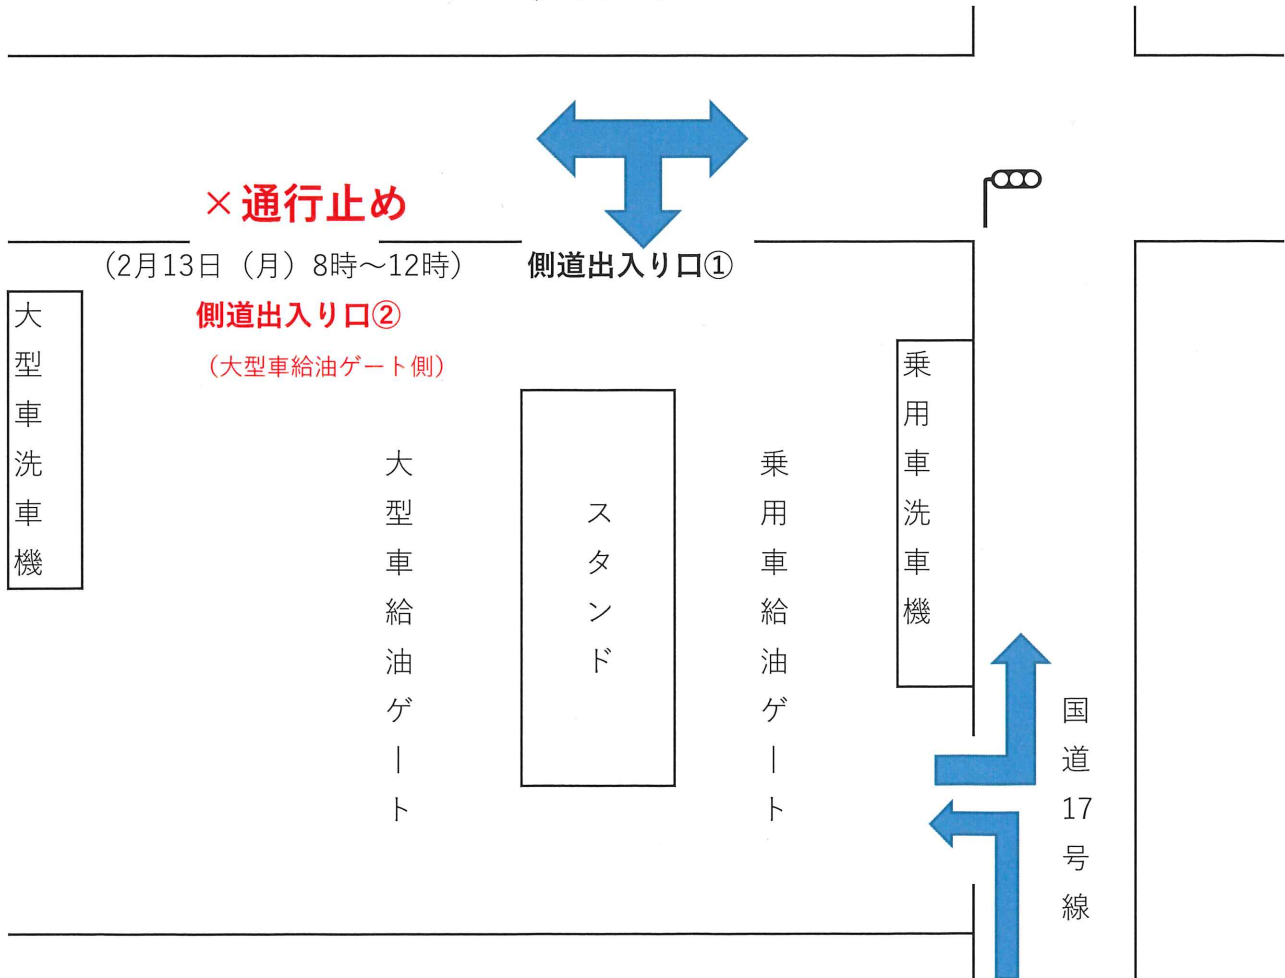 ×通行止め
（2月13日（月）8時～12時）
側道出入り口①
側道出入り口②
（大型車給油ゲート側）
大型車洗車機
大型車給油ゲート
スタンド
乗用車給油ゲート
乗用車洗車機
国道17号線